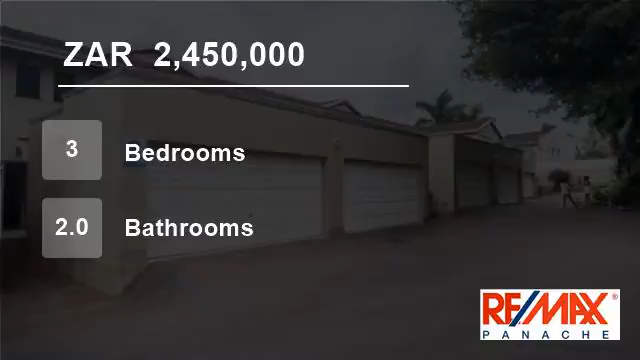 ZAR 2,450,000
3 Bedrooms
2.0 Bathrooms
RE/MAX®
PANACHE